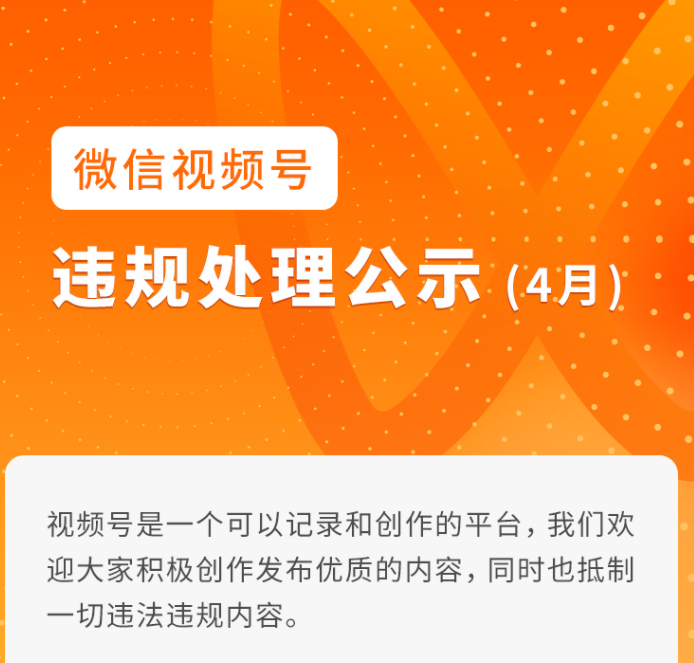 微信视频号
违规处理公示 (4月)
视频号是一个可以记录和创作的平台，我们欢
迎大家积极创作发布优质的内容，同时也抵制
一切违法违规内容。